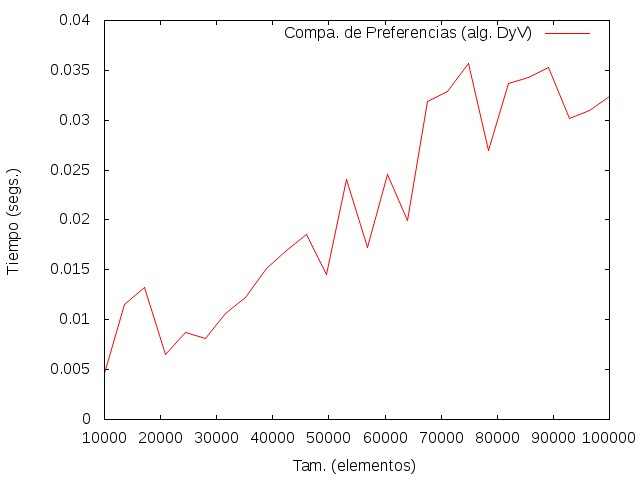 Compa. de Preferencias (alg. DyV)
0.04
0.035
0.03
0.025
0.02
0.015
0.01
0.005
0
Tiempo (segs.)
10000 20000 30000 40000 50000 60000 70000 80000 90000 100000
Tam. (elementos)